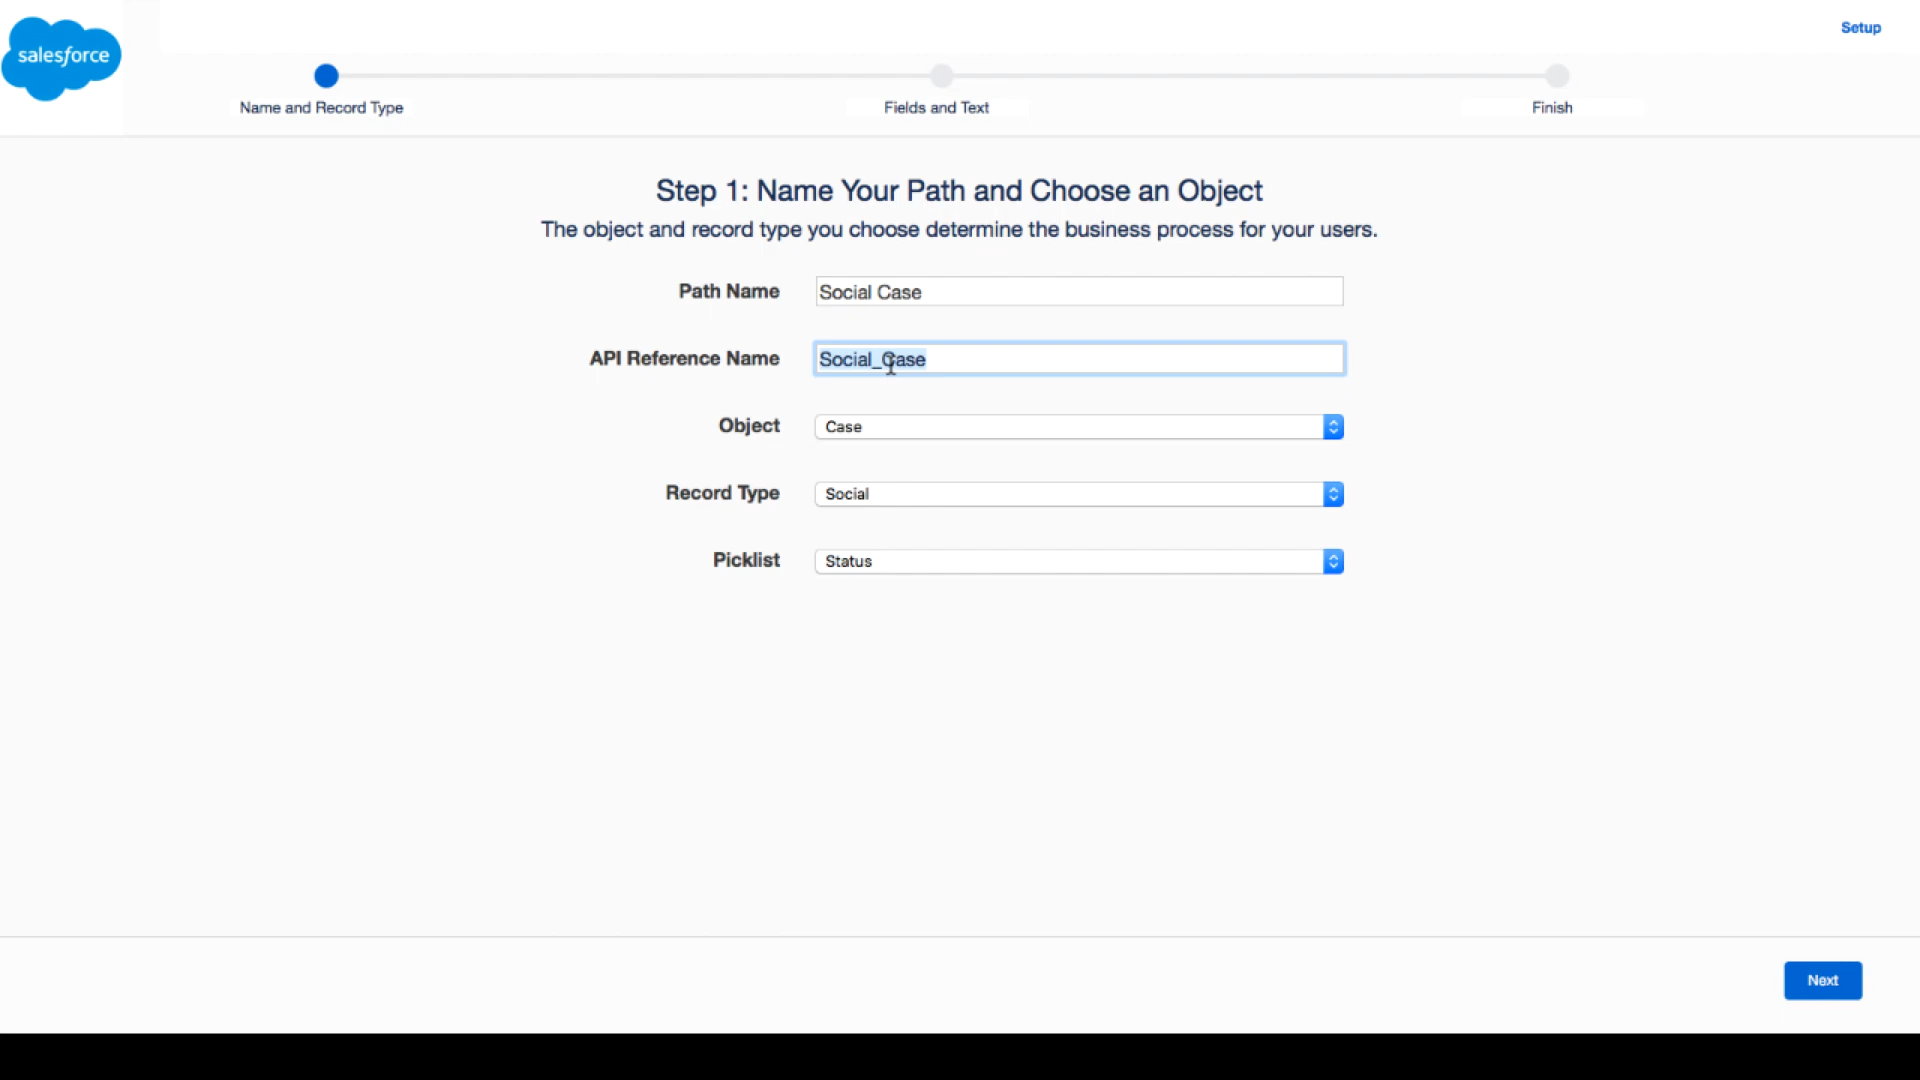 salesforce
Setup
Name and Record Type
Fields and Text
Finish
Step 1: Name Your Path and Choose an Object
The object and record type you choose determine the business process for your users.
Path Name
Social Case
API Reference Name
Social_Case
Object
Case
Record Type
Social
Picklist
Status
Next